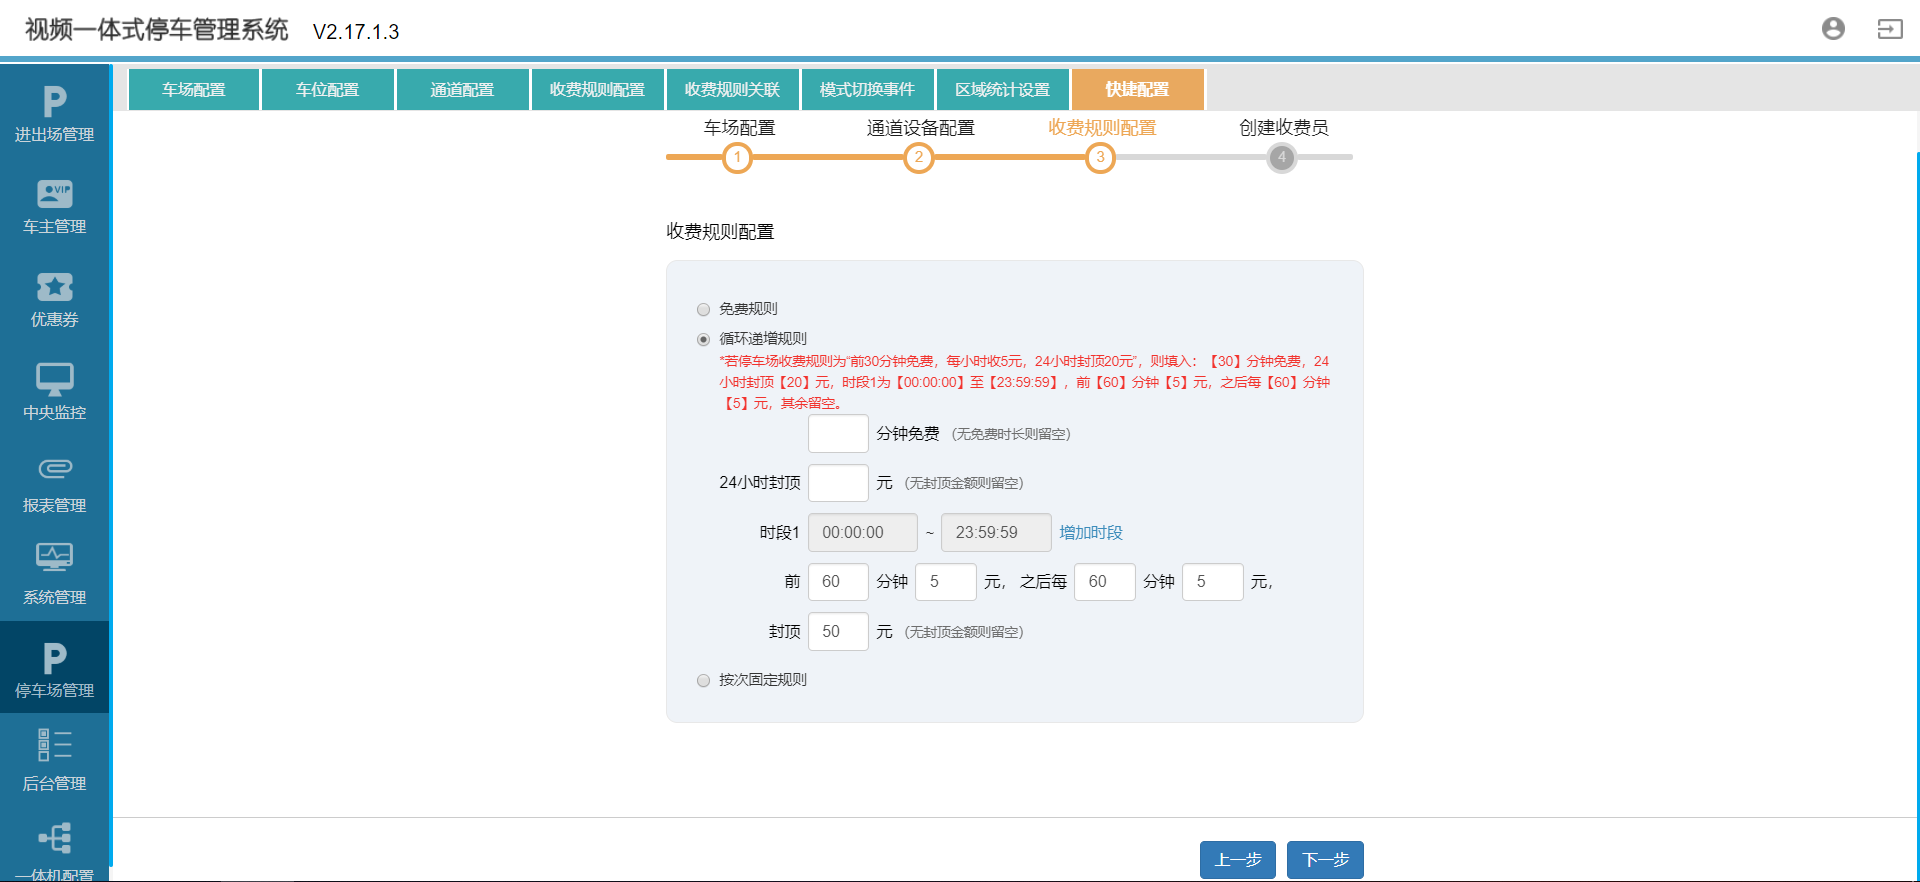 视频一体式停车管理系统 V2.17.1.3
车场配置 车位配置 通道配置 收费规则配置 收费规则关联 模式切换事件 区域统计设置 快捷配置
进出场管理
车主管理
VIP
优惠券
中央监控
报表管理
系统管理
停车场管理
后台管理
一体机配置
车场配置 通道设备配置 收费规则配置 创建收费员
1 2 3 4
收费规则配置
免费规则
循环递增规则
*若停车场收费规则为“前30分钟免费，每小时收5元，24小时封顶20元”，则填入：【30】分钟免费，24
小时封顶【20】元，时段1为【00:00:00】至【23:59:59】，前【60】分钟【5】元，之后每【60】分钟
【5】元，其余留空。
分钟免费 (无免费时长则留空)
24小时封顶 元 (无封顶金额则留空)
时段1 00:00:00 ~ 23:59:59 增加时段
前 60 分钟 5 元， 之后每 60 分钟 5 元，
封顶 50 元 (无封顶金额则留空)
按次固定规则
上一步 下一步